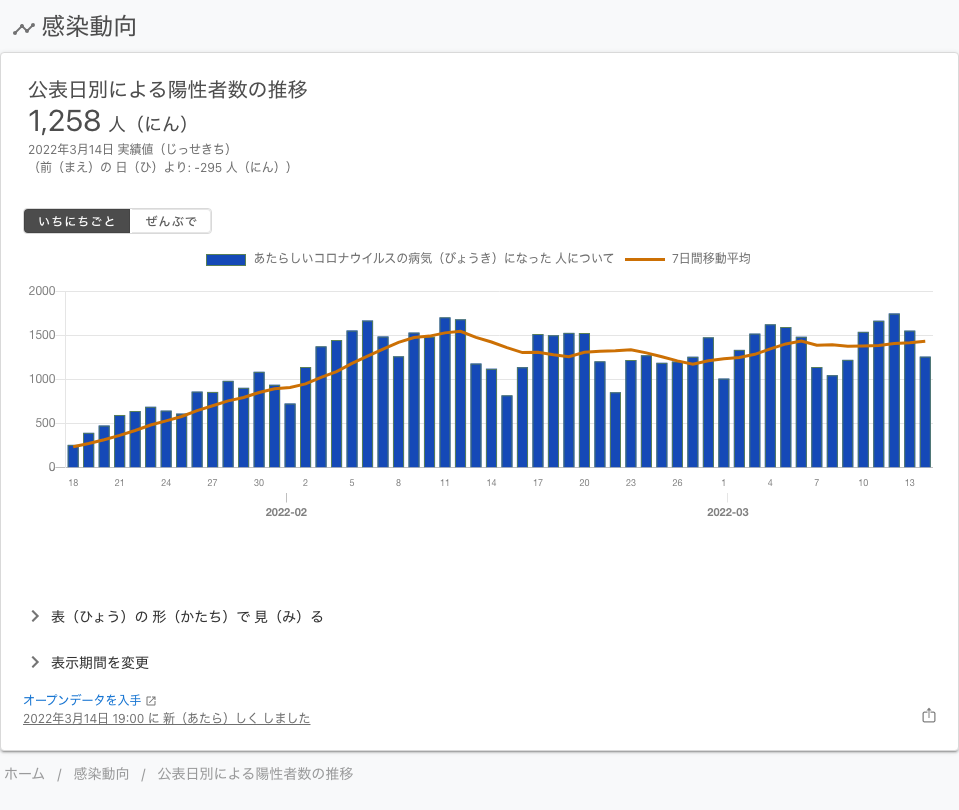 感染動向
公表日別による陽性者数の推移
1,258 人（にん）
2022年3月14日 実績値（じっせきち）
（前（まえ）の 日（ひ）より: -295 人（にん））
いちにちごと ぜんぶで
あたらしいコロナウイルスの病気（びょうき）になった 人について 7日間移動平均
2000
1500
1000
500
0
18 21 24 27 30 2 5 8 11 14 17 20 23 26 1 4 7 10 13
2022-02 2022-03
表（ひょう）の 形（かたち）で 見（み）る
表示期間を変更
オープンデータを入手
2022年3月14日 19:00 に 新（あたら）しく しました
ホーム / 感染動向 / 公表日別による陽性者数の推移